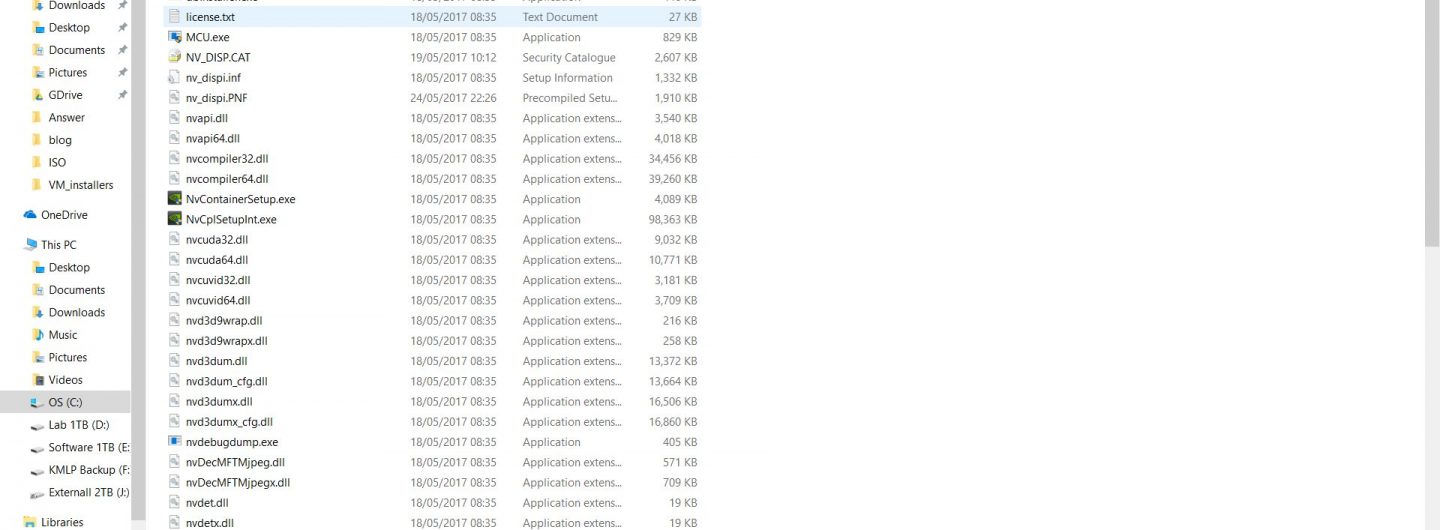 Downloads
Desktop
Documents
Pictures
GDrive
Answer
blog
ISO
VM_installers
OneDrive
This PC
Desktop
Documents
Downloads
Music
Pictures
Videos
OS (C:)
Lab 1TB (D:)
Software 1TB (E:
KMLP Backup (F:
Externall 2TB (J:)
Libraries
license.txt 18/05/2017 08:35 Text Document 27 KB
MCU.exe 18/05/2017 08:35 Application 829 KB
NV_DISP.CAT 19/05/2017 10:12 Security Catalogue 2,607 KB
nv_dispi.inf 18/05/2017 08:35 Setup Information 1,332 KB
nv_dispi.PNF 24/05/2017 22:26 Precompiled Setu... 1,910 KB
nvapi.dll 18/05/2017 08:35 Application extens... 3,540 KB
nvapi64.dll 18/05/2017 08:35 Application extens... 4,018 KB
nvcompiler32.dll 18/05/2017 08:35 Application extens... 34,456 KB
nvcompiler64.dll 18/05/2017 08:35 Application extens... 39,260 KB
NvContainerSetup.exe 18/05/2017 08:35 Application 4,089 KB
NvCplSetupInt.exe 18/05/2017 08:35 Application 98,363 KB
nvcuda32.dll 18/05/2017 08:35 Application extens... 9,032 KB
nvcuda64.dll 18/05/2017 08:35 Application extens... 10,771 KB
nvcuvid32.dll 18/05/2017 08:35 Application extens... 3,181 KB
nvcuvid64.dll 18/05/2017 08:35 Application extens... 3,709 KB
nvd3d9wrap.dll 18/05/2017 08:35 Application extens... 216 KB
nvd3d9wrapx.dll 18/05/2017 08:35 Application extens... 258 KB
nvd3dum.dll 18/05/2017 08:35 Application extens... 13,372 KB
nvd3dum_cfg.dll 18/05/2017 08:35 Application extens... 13,664 KB
nvd3dumx.dll 18/05/2017 08:35 Application extens... 16,506 KB
nvd3dumx_cfg.dll 18/05/2017 08:35 Application extens... 16,860 KB
nvdebugdump.exe 18/05/2017 08:35 Application 405 KB
nvDecMFTMjpeg.dll 18/05/2017 08:35 Application extens... 571 KB
nvDecMFTMjpegx.dll 18/05/2017 08:35 Application extens... 709 KB
nvdet.dll 18/05/2017 08:35 Application extens... 19 KB
nvdetx.dll 18/05/2017 08:35 Application extens... 19 KB